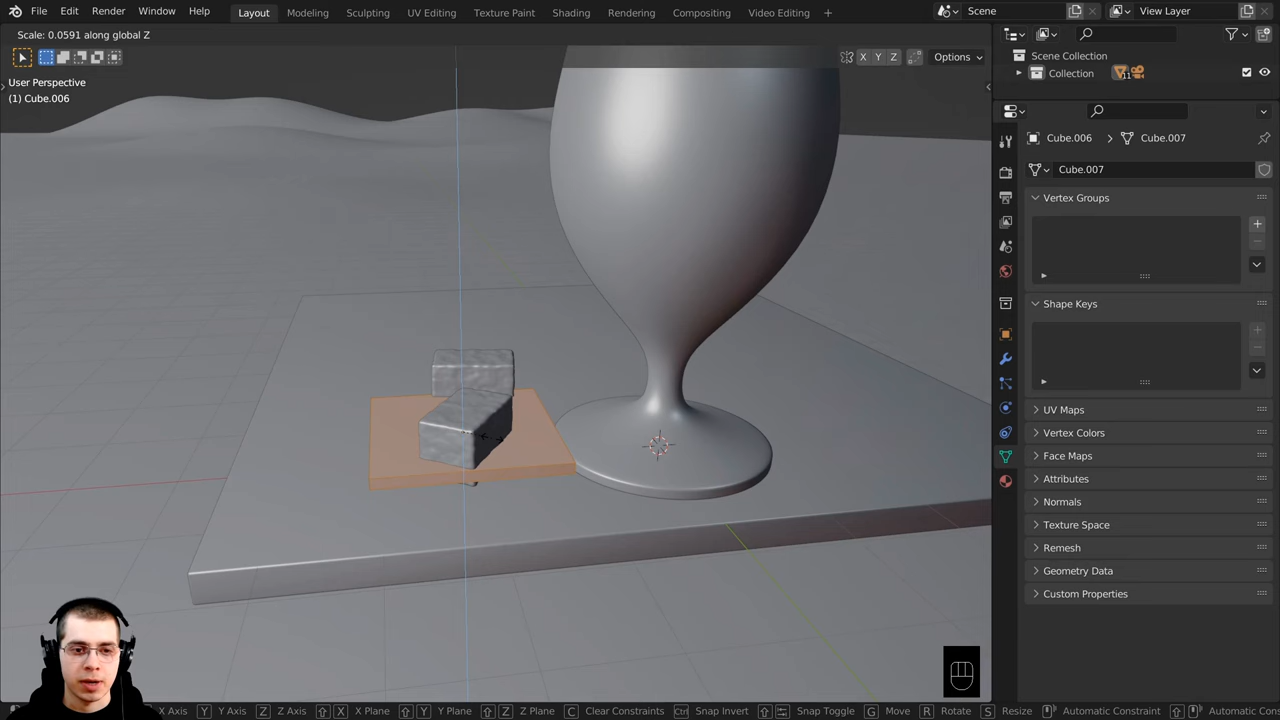 File Edit Render Window Help
Layout Modeling Sculpting UV Editing Texture Paint Shading Rendering Compositing Video Editing +
Scene
View Layer
Scale: 0.0591 along global Z
X Y Z
Options
User Perspective
(1) Cube.006
Scene Collection
Collection 11
Cube.006 > Cube.007
Cube.007
Vertex Groups
Shape Keys
UV Maps
Vertex Colors
Face Maps
Attributes
Normals
Texture Space
Remesh
Geometry Data
Custom Properties
X X Axis Y Y Axis Z Z Axis X X Plane Y Y Plane Z Z Plane C Clear Constraints Ctrl Snap Invert Snap Toggle G Move R Rotate S Resize Automatic Constraint Automatic Constraint